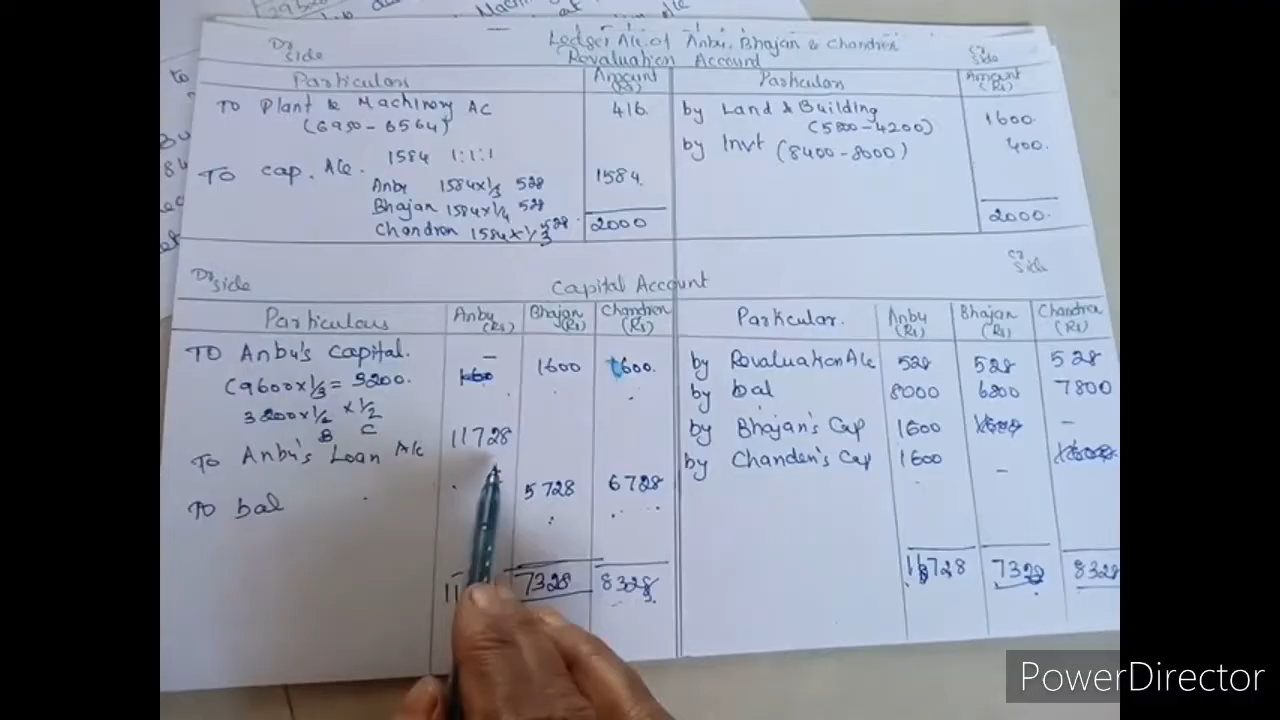 Dr side Ledger A/c. of Anbu, Bhajan & Chandran Cr side
Revaluation Account
Particulars Amount (Rs) Particulars Amount (Rs)
To Plant & Machinery AC 416. by Land & Building 1600.
(6980-6564) (5800-4200)
by Invt (8400-8000) 400.
To cap. A/c. 1584 1:1:1 1584.
Anbu 1584x1/3 528
Bhajan 1584x1/4 528
Chandran 1584x1/3 528 2000 2000.
Dr side Capital Account Cr side
Particulars Anbu (Rs) Bhajan (Rs) Chandran (Rs) Particular. Anbu (Rs) Bhajan (Rs) Chandran (Rs)
To Anbu's Capital. – 1600 1600. by Revaluation A/c 528 528 528
(9600x1/3 = 3200. by bal 8000 6200 7800
3200x1/2 x1/2
B C
by Bhajan's Cap 1600 –
To Anbu's Loan A/c 11728 by Chanden's Cap 1600 –
To bal 5728 6728
11 7328 8328 11728 7328 8328
PowerDirector